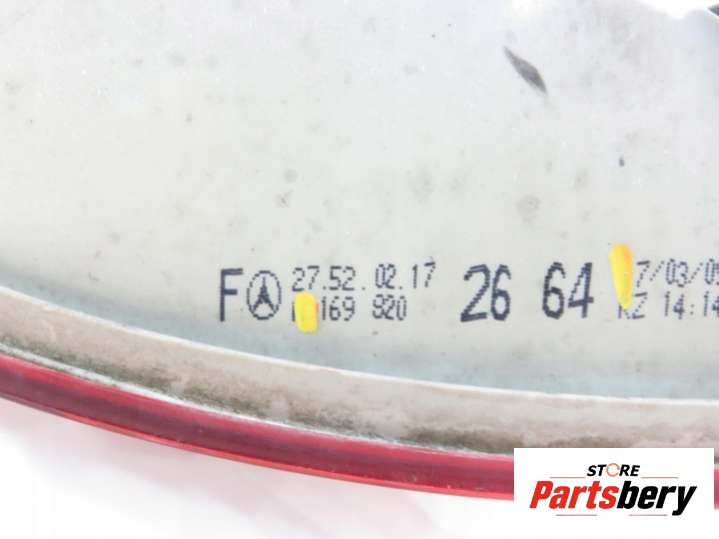 F 27.52 02.17 26 64 7/03/0
169 820 KZ 14:14
STORE
Partsbery